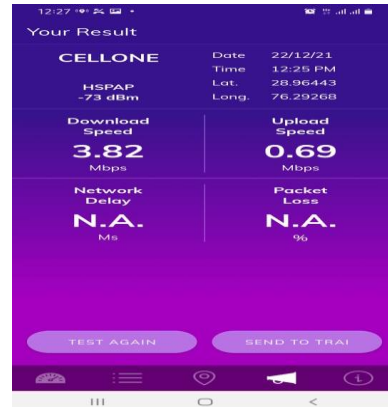 12:27
Your Result
CELLONE
HSPAP
-73 dBm
Date 22/12/21
Time 12:25 PM
Lat. 28.96443
Long. 76.29268
Download
Speed
3.82
Mbps
Upload
Speed
0.69
Mbps
Network
Delay
N.A.
Ms
Packet
Loss
N.A.
%
TEST AGAIN
SEND TO TRAI